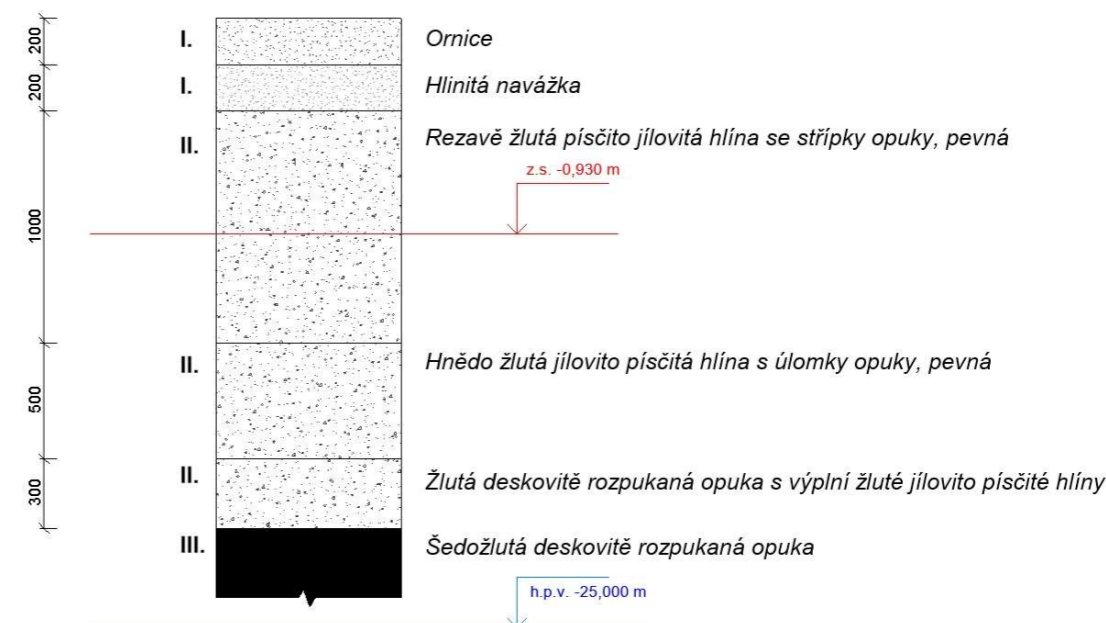 200 I. Ornice
200 I. Hlinitá navážka
1000 II. Rezavě žlutá písčito jílovitá hlína se střípky opuky, pevná
z.s. -0,930 m
500 II. Hnědo žlutá jílovito písčitá hlína s úlomky opuky, pevná
300 II. Žlutá deskovitě rozpukaná opuka s výplní žluté jílovito písčité hlíny
III. Šedožlutá deskovitě rozpukaná opuka
h.p.v. -25,000 m